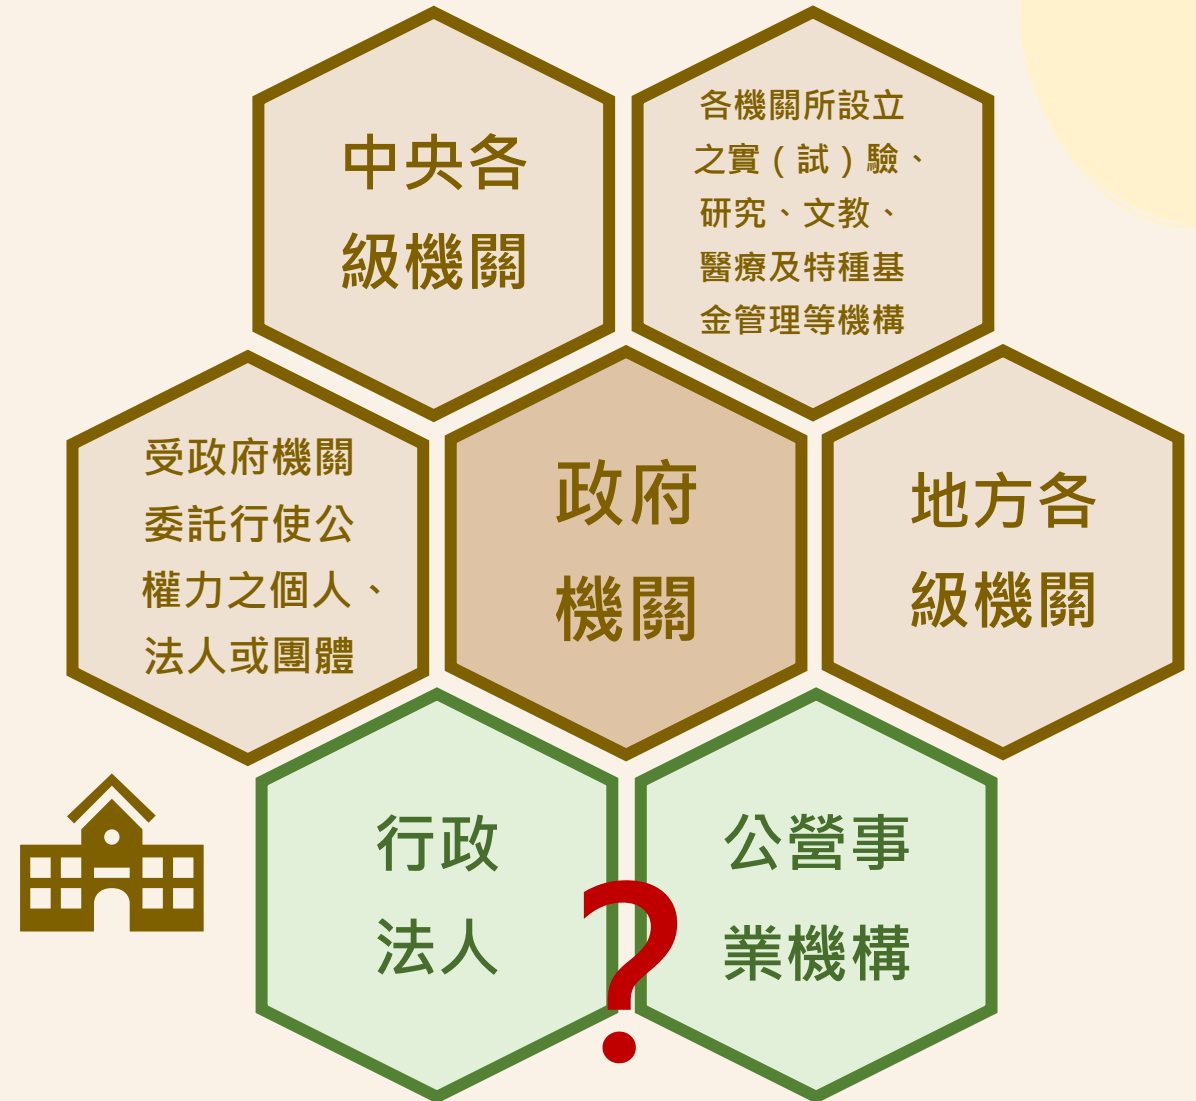 中央各
級機關
各機關所設立
之實（試）驗、
研究、文教、
醫療及特種基
金管理等機構
受政府機關
委託行使公
權力之個人、
法人或團體
政府
機關
地方各
級機關
行政
法人
?
公營事
業機構